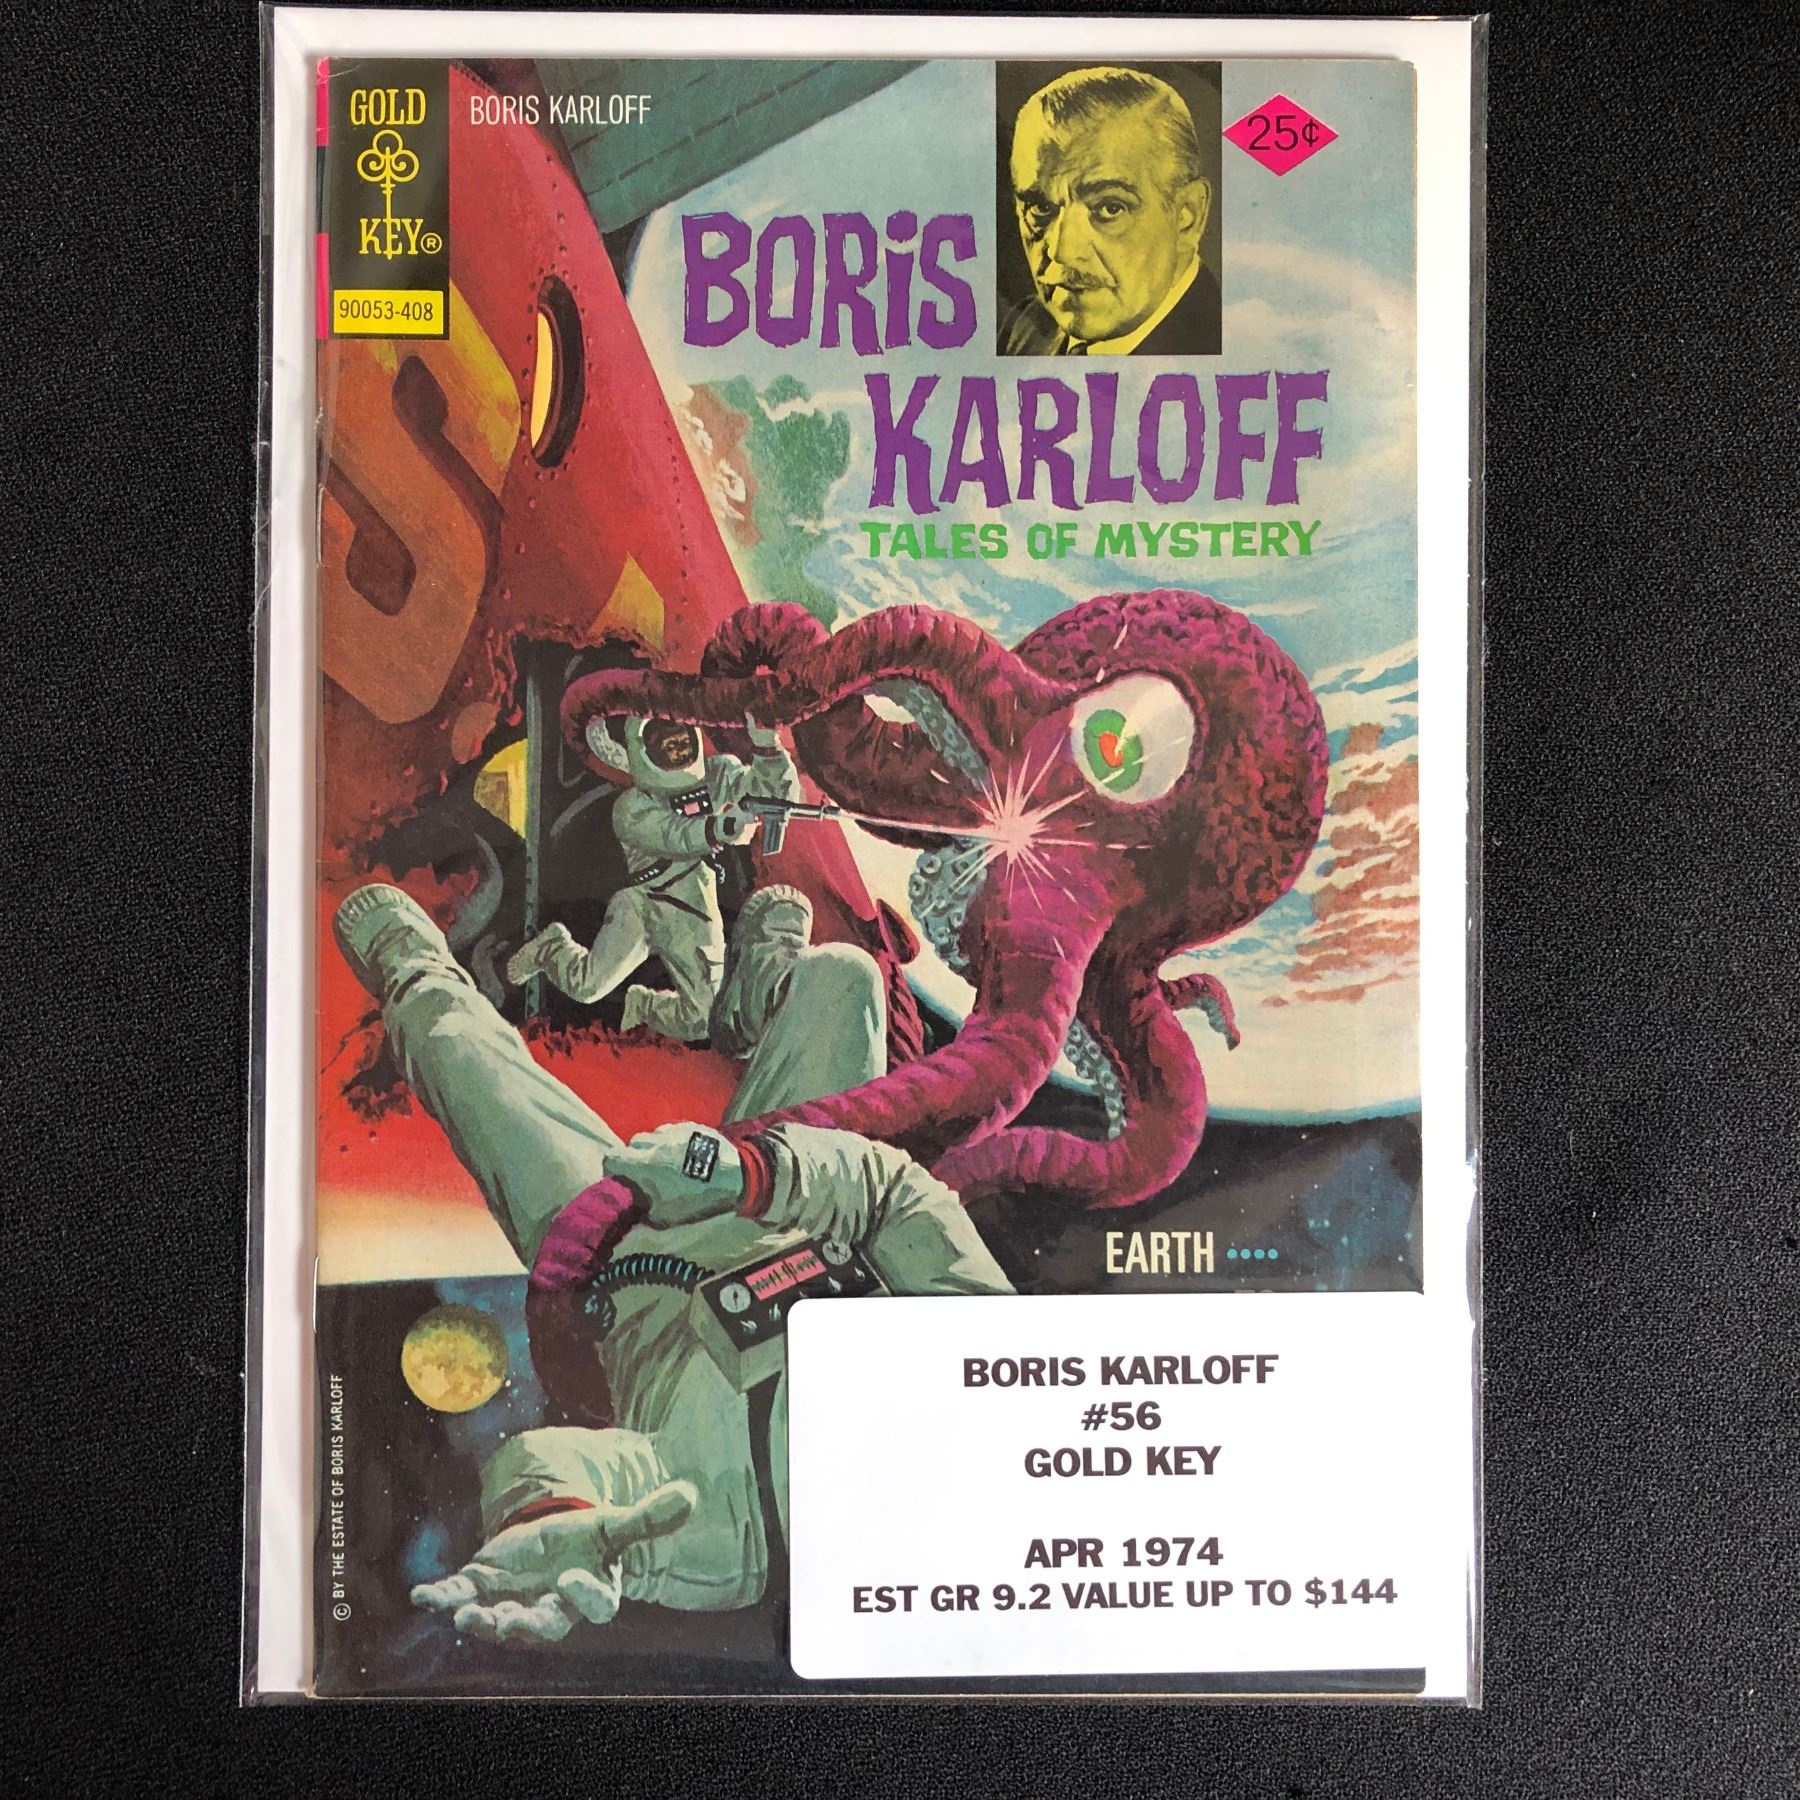 GOLD
KEY®
BORIS KARLOFF
25¢
90053-408
BORiS
KARLOFF
TALES OF MYSTERY
S
EARTH ····
© BY THE ESTATE OF BORIS KARLOFF
BORIS KARLOFF
#56
GOLD KEY
APR 1974
EST GR 9.2 VALUE UP TO $144